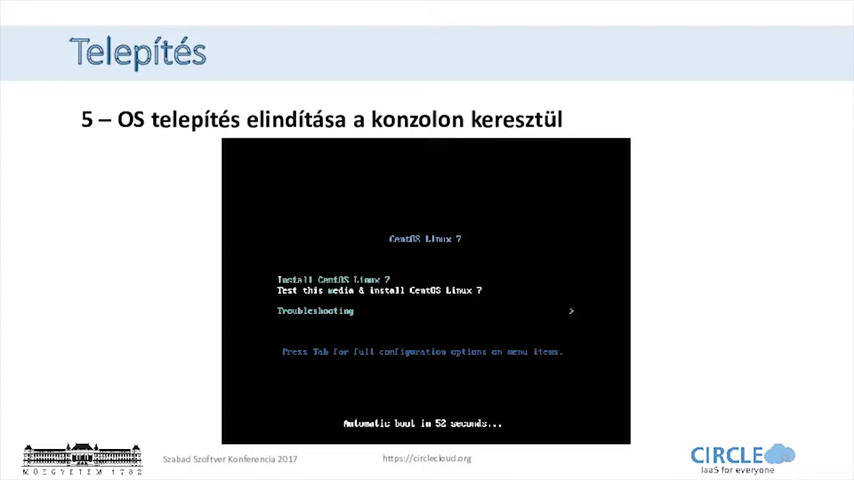 Telepítés
5 – OS telepítés elindítása a konzolon keresztül
CentOS Linux 7
Install CentOS Linux 7
Test this media & install CentOS Linux 7
Troubleshooting >
Press Tab for full configuration options on menu items.
Automatic boot in 52 seconds...
MŰEGYETEM 1782
Szabad Szoftver Konferencia 2017
https://circlecloud.org
CIRCLE
IaaS for everyone